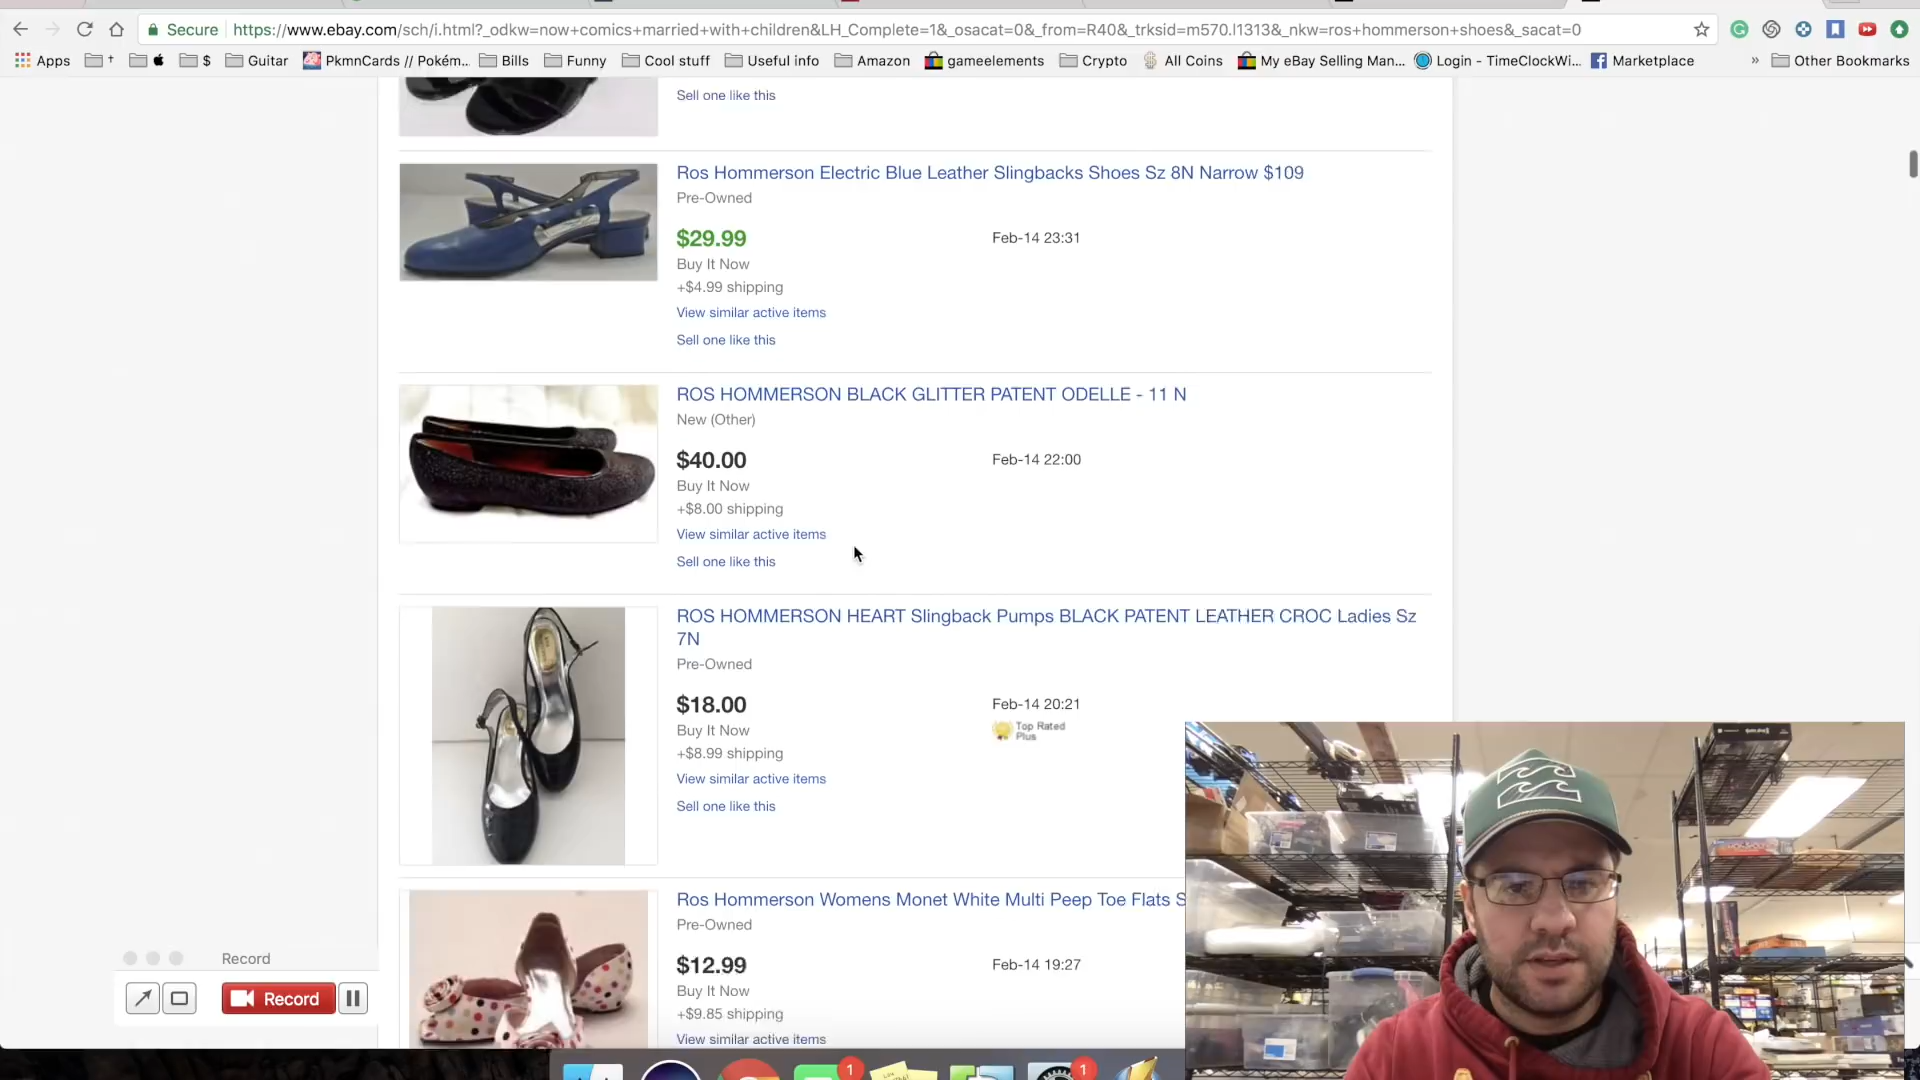 Secure https://www.ebay.com/sch/i.html?_odkw=now+comics+married+with+children&LH_Complete=1&_osacat=0&_from=R40&_trksid=m570.l1313&_nkw=ros+hommerson+shoes&_sacat=0
Apps † $ Guitar PkmnCards // Pokém... Bills Funny Cool stuff Useful info Amazon gameelements Crypto All Coins My eBay Selling Man... Login - TimeClockWi... Marketplace » Other Bookmarks
Sell one like this
Ros Hommerson Electric Blue Leather Slingbacks Shoes Sz 8N Narrow $109
Pre-Owned
$29.99 Feb-14 23:31
Buy It Now
+$4.99 shipping
View similar active items
Sell one like this
ROS HOMMERSON BLACK GLITTER PATENT ODELLE - 11 N
New (Other)
$40.00 Feb-14 22:00
Buy It Now
+$8.00 shipping
View similar active items
Sell one like this
ROS HOMMERSON HEART Slingback Pumps BLACK PATENT LEATHER CROC Ladies Sz
7N
Pre-Owned
$18.00 Feb-14 20:21
Top Rated
Plus
Buy It Now
+$8.99 shipping
View similar active items
Sell one like this
Ros Hommerson Womens Monet White Multi Peep Toe Flats S
Pre-Owned
$12.99 Feb-14 19:27
Buy It Now
+$9.85 shipping
View similar active items
Record
Record
1
1